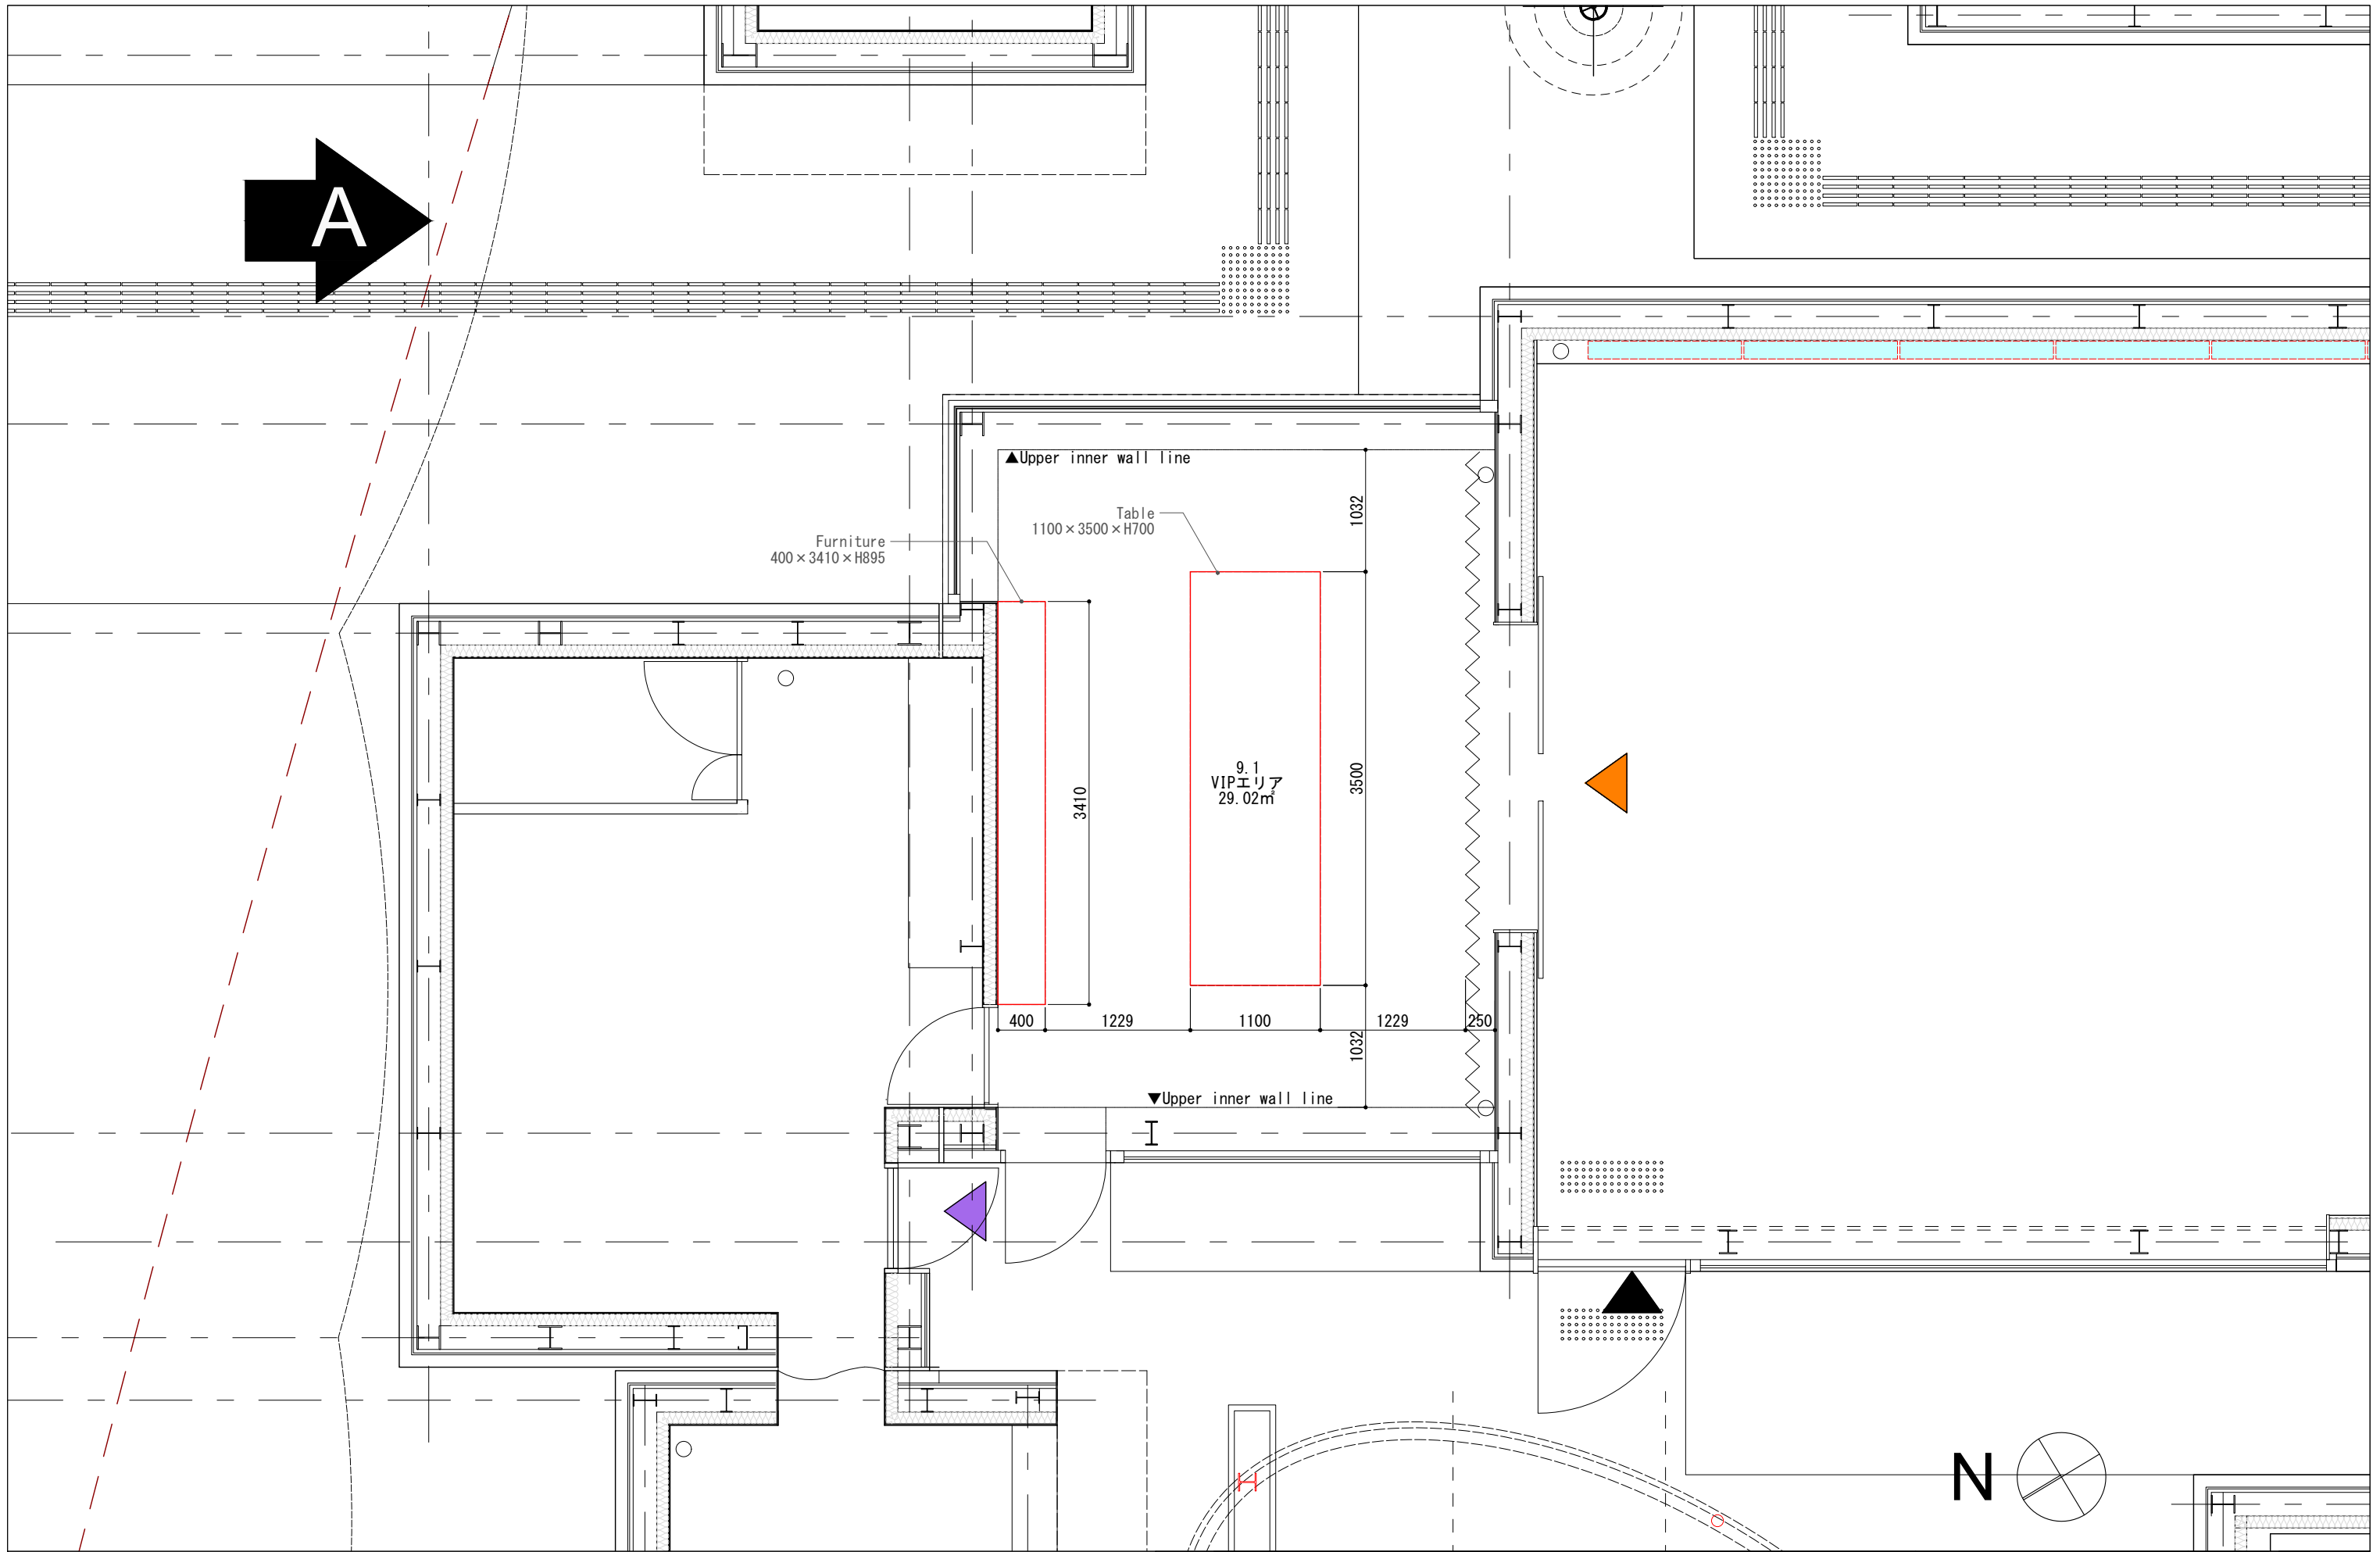 A
▲Upper inner wall line
Table
1100×3500×H700
1032
Furniture
400×3410×H895
9.1
VIPエリア
29.02㎡
3410
3500
400
1229
1100
1229
250
1032
▼Upper inner wall line
N